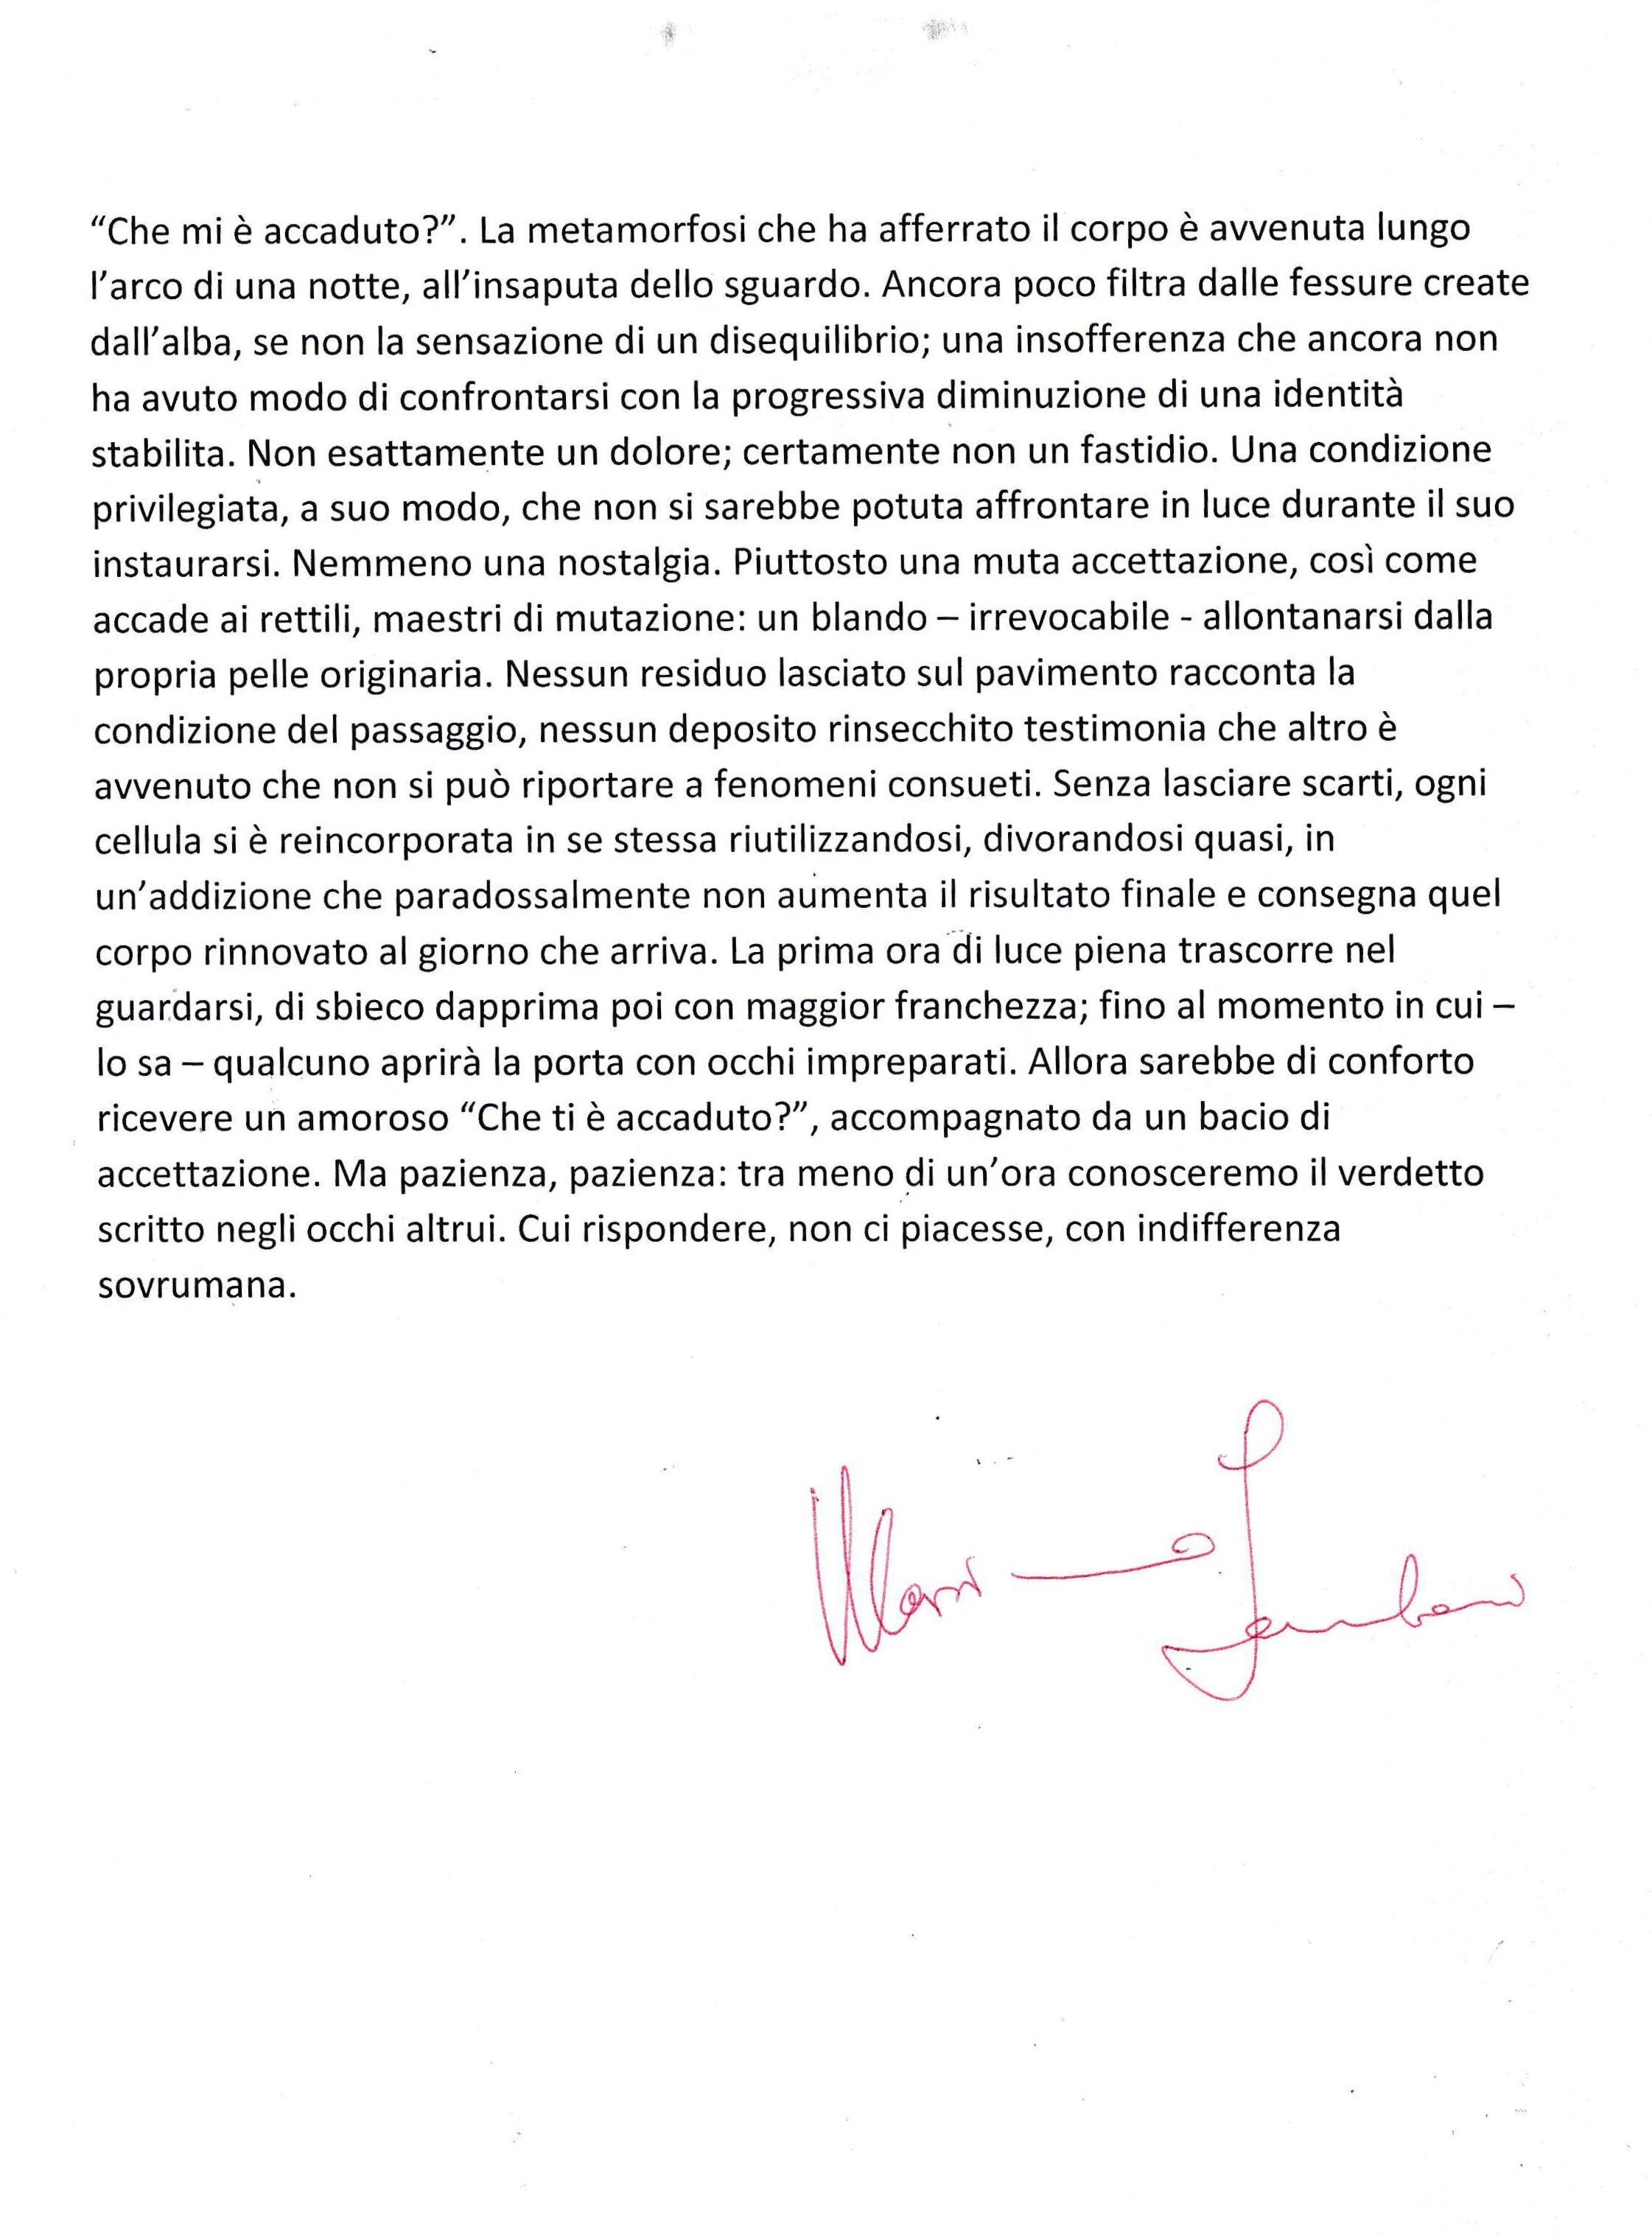 “Che mi è accaduto?”. La metamorfosi che ha afferrato il corpo è avvenuta lungo
l’arco di una notte, all’insaputa dello sguardo. Ancora poco filtra dalle fessure create
dall’alba, se non la sensazione di un disequilibrio; una insofferenza che ancora non
ha avuto modo di confrontarsi con la progressiva diminuzione di una identità
stabilita. Non esattamente un dolore; certamente non un fastidio. Una condizione
privilegiata, a suo modo, che non si sarebbe potuta affrontare in luce durante il suo
instaurarsi. Nemmeno una nostalgia. Piuttosto una muta accettazione, così come
accade ai rettili, maestri di mutazione: un blando – irrevocabile - allontanarsi dalla
propria pelle originaria. Nessun residuo lasciato sul pavimento racconta la
condizione del passaggio, nessun deposito rinsecchito testimonia che altro è
avvenuto che non si può riportare a fenomeni consueti. Senza lasciare scarti, ogni
cellula si è reincorporata in se stessa riutilizzandosi, divorandosi quasi, in
un’addizione che paradossalmente non aumenta il risultato finale e consegna quel
corpo rinnovato al giorno che arriva. La prima ora di luce piena trascorre nel
guardarsi, di sbieco dapprima poi con maggior franchezza; fino al momento in cui –
lo sa – qualcuno aprirà la porta con occhi impreparati. Allora sarebbe di conforto
ricevere un amoroso “Che ti è accaduto?”, accompagnato da un bacio di
accettazione. Ma pazienza, pazienza: tra meno di un’ora conosceremo il verdetto
scritto negli occhi altrui. Cui rispondere, non ci piacesse, con indifferenza
sovrumana.